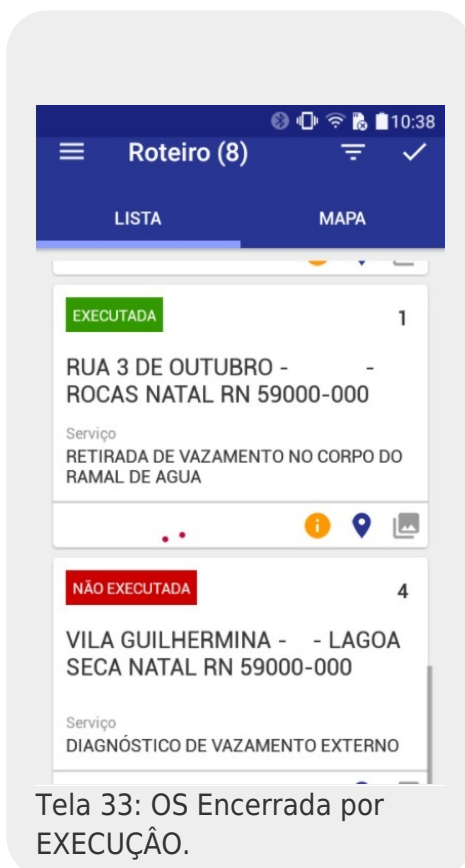 10:38
Roteiro (8)
LISTA MAPA
EXECUTADA 1
RUA 3 DE OUTUBRO - -
ROCAS NATAL RN 59000-000
Serviço
RETIRADA DE VAZAMENTO NO CORPO DO
RAMAL DE AGUA
NÃO EXECUTADA 4
VILA GUILHERMINA - - LAGOA
SECA NATAL RN 59000-000
Serviço
DIAGNÓSTICO DE VAZAMENTO EXTERNO
Tela 33: OS Encerrada por
EXECUÇÂO.